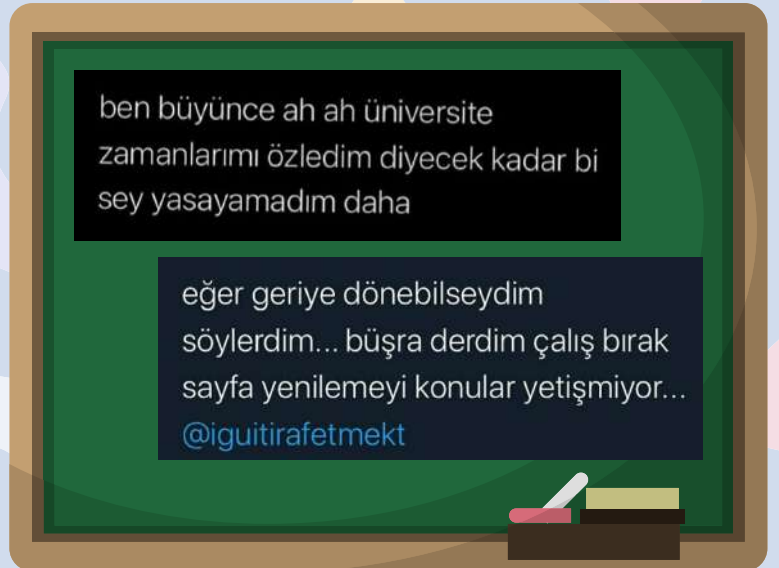 ben büyünce ah ah üniversite
zamanlarımı özledim diyecek kadar bi
sey yasayamadım daha
eğer geriye dönebilseydim
söylerdim... büşra derdim çalış bırak
sayfa yenilemeyi konular yetişmiyor...
@iguitirafetmekt